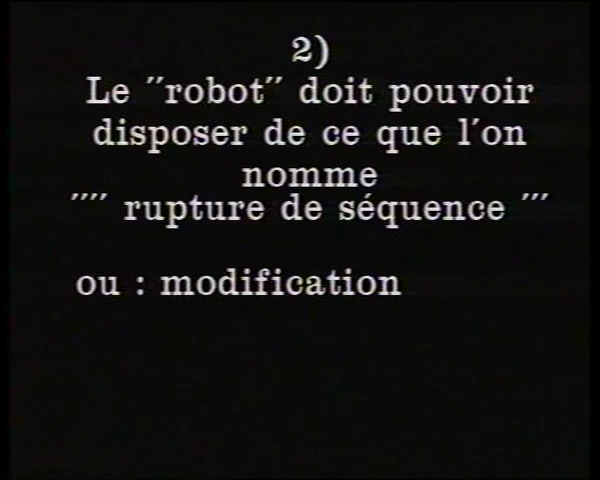 2)
Le ″robot″ doit pouvoir
disposer de ce que l'on
nomme
″″ rupture de séquence ″′
ou : modification